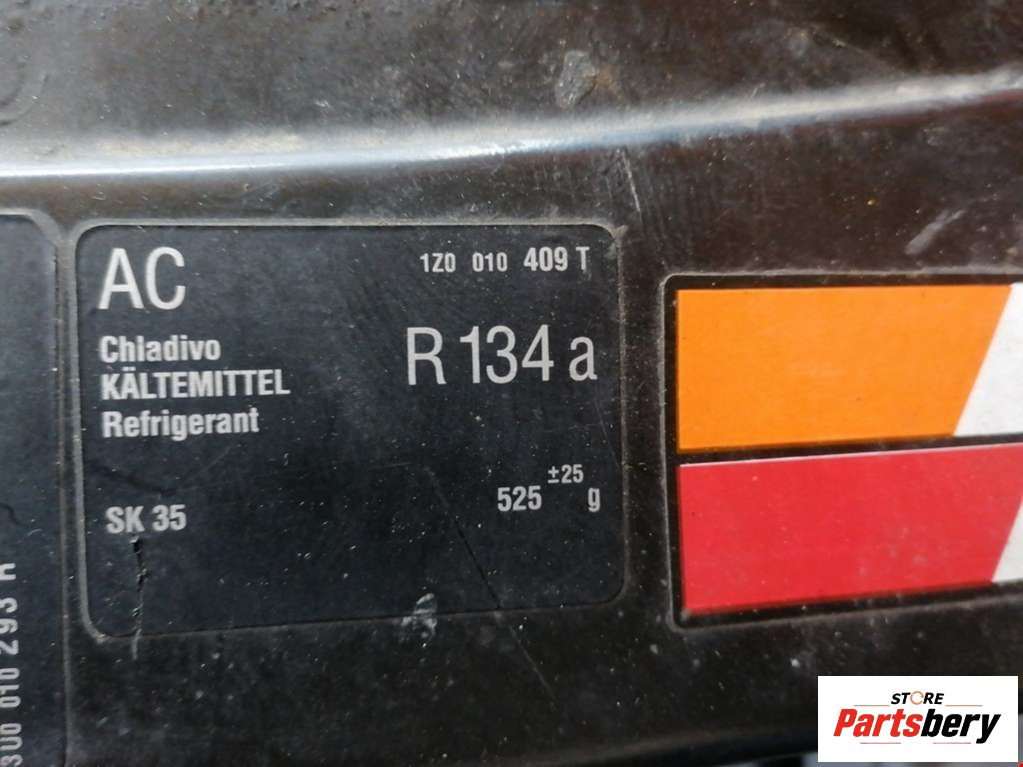 AC
1Z0 010 409 T
Chladivo
R 134 a
KÄLTEMITTEL
Refrigerant
SK 35
525 ±25 g
3U0 010 293 H
STORE
Partsbery